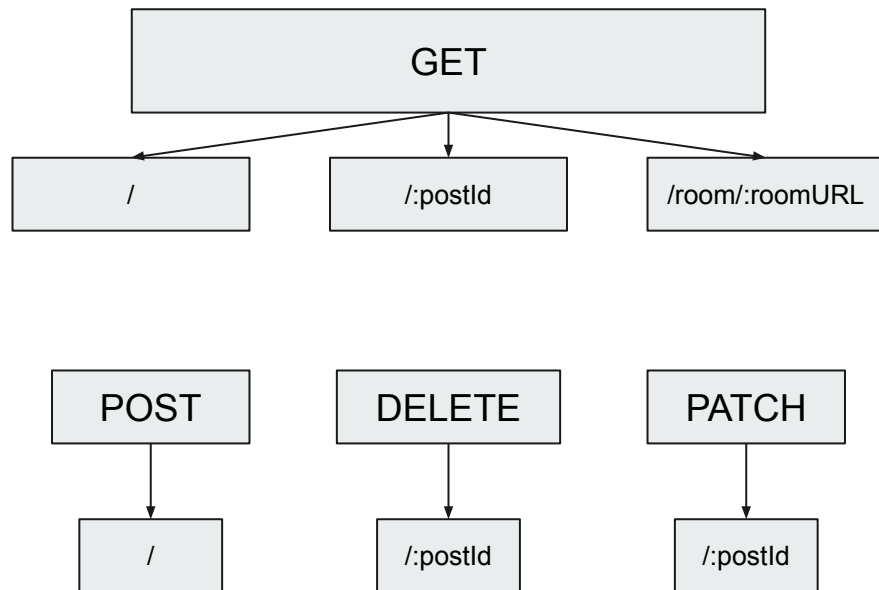 GET
/
/:postId
/room/:roomURL
POST
DELETE
PATCH
/
/:postId
/:postId